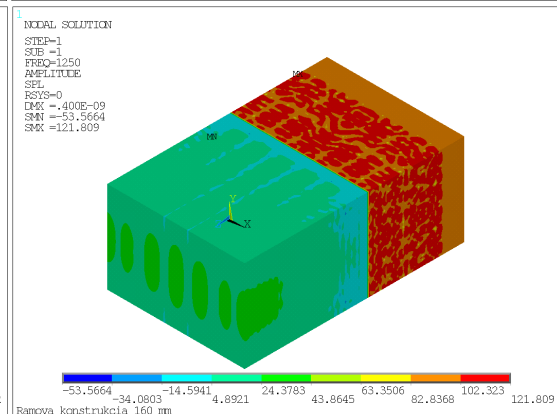 1
NODAL SOLUTION
STEP=1
SUB =1
FREQ=1250
AMPLITUDE
SPL
RSYS=0
DMX =.400E-09
SMN =-53.5664
SMX =121.809
MX
MN
Y
X
-53.5664 -14.5941 24.3783 63.3506 102.323
-34.0803 4.8921 43.8645 82.8368 121.809
Ramova konstrukcia 160 mm